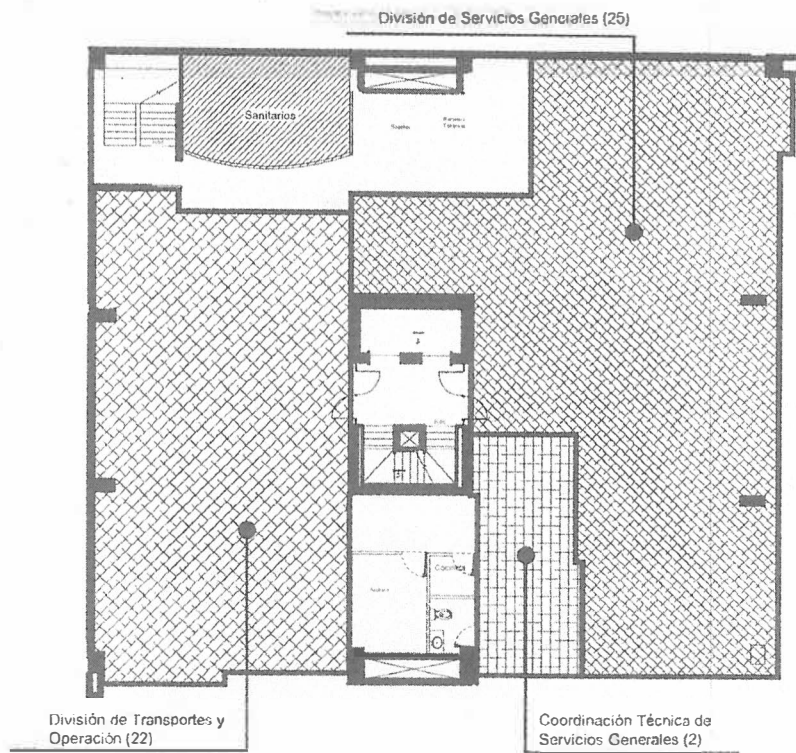 División de Servicios Generales (25)
Sanitarios
Cocineta
División de Transportes y
Operación (22)
Coordinación Técnica de
Servicios Generales (2)